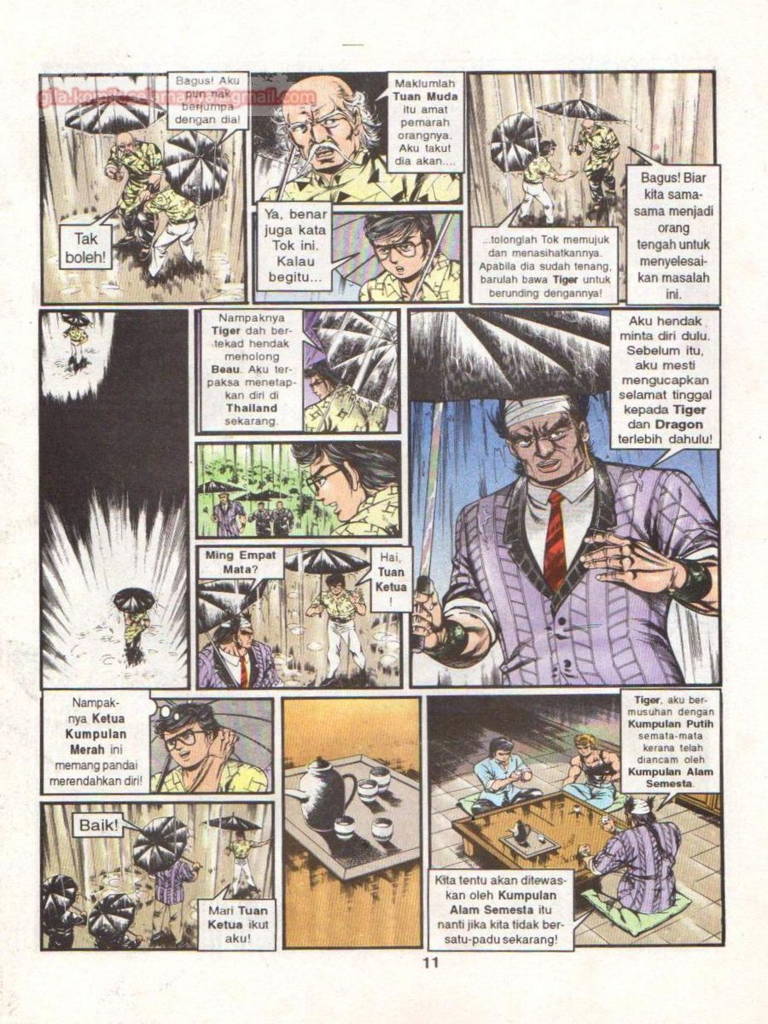 gila.komik.selamanya@gmail.com
Bagus! Aku
pun nak
berjumpa
dengan dia!
Tak
boleh!
Maklumlah
Tuan Muda
itu amat
pemarah
orangnya.
Aku takut
dia akan....
Ya, benar
juga kata
Tok ini.
Kalau
begitu...
...tolonglah Tok memujuk
dan menasihatkannya.
Apabila dia sudah tenang,
barulah bawa Tiger untuk
berunding dengannya!
Bagus! Biar
kita sama-
sama menjadi
orang
tengah untuk
menyelesai-
kan masalah
ini.
Nampaknya
Tiger dah ber-
tekad hendak
menolong
Beau. Aku ter-
paksa menetap-
kan diri di
Thailand
sekarang.
Ming Empat
Mata?
Hai,
Tuan
Ketua
!
Aku hendak
minta diri dulu.
Sebelum itu,
aku mesti
mengucapkan
selamat tinggal
kepada Tiger
dan Dragon
terlebih dahulu!
Nampak-
nya Ketua
Kumpulan
Merah ini
memang pandai
merendahkan diri!
Baik!
Mari Tuan
Ketua ikut
aku!
Tiger, aku ber-
musuhan dengan
Kumpulan Putih
semata-mata
kerana telah
diancam oleh
Kumpulan Alam
Semesta.
Kita tentu akan ditewas-
kan oleh Kumpulan
Alam Semesta itu
nanti jika kita tidak ber-
satu-padu sekarang!
11